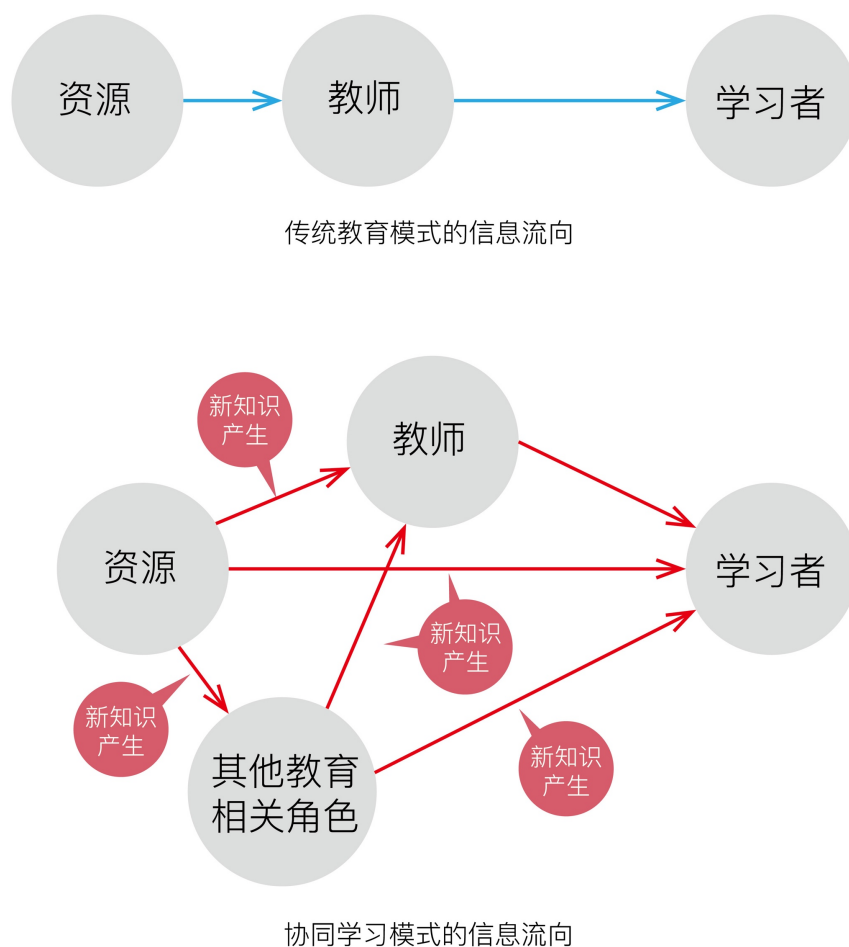 资源
教师
学习者
传统教育模式的信息流向
新知识
产生
教师
资源
学习者
新知识
产生
新知识
产生
其他教育
相关角色
新知识
产生
协同学习模式的信息流向